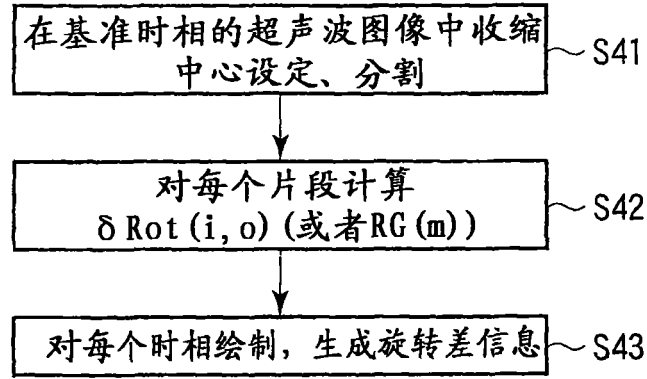 在基准时相的超声波图像中收缩
中心设定、分割
S41
对每个片段计算
δRot(i,o)(或者RG(m))
S42
对每个时相绘制，生成旋转差信息
S43